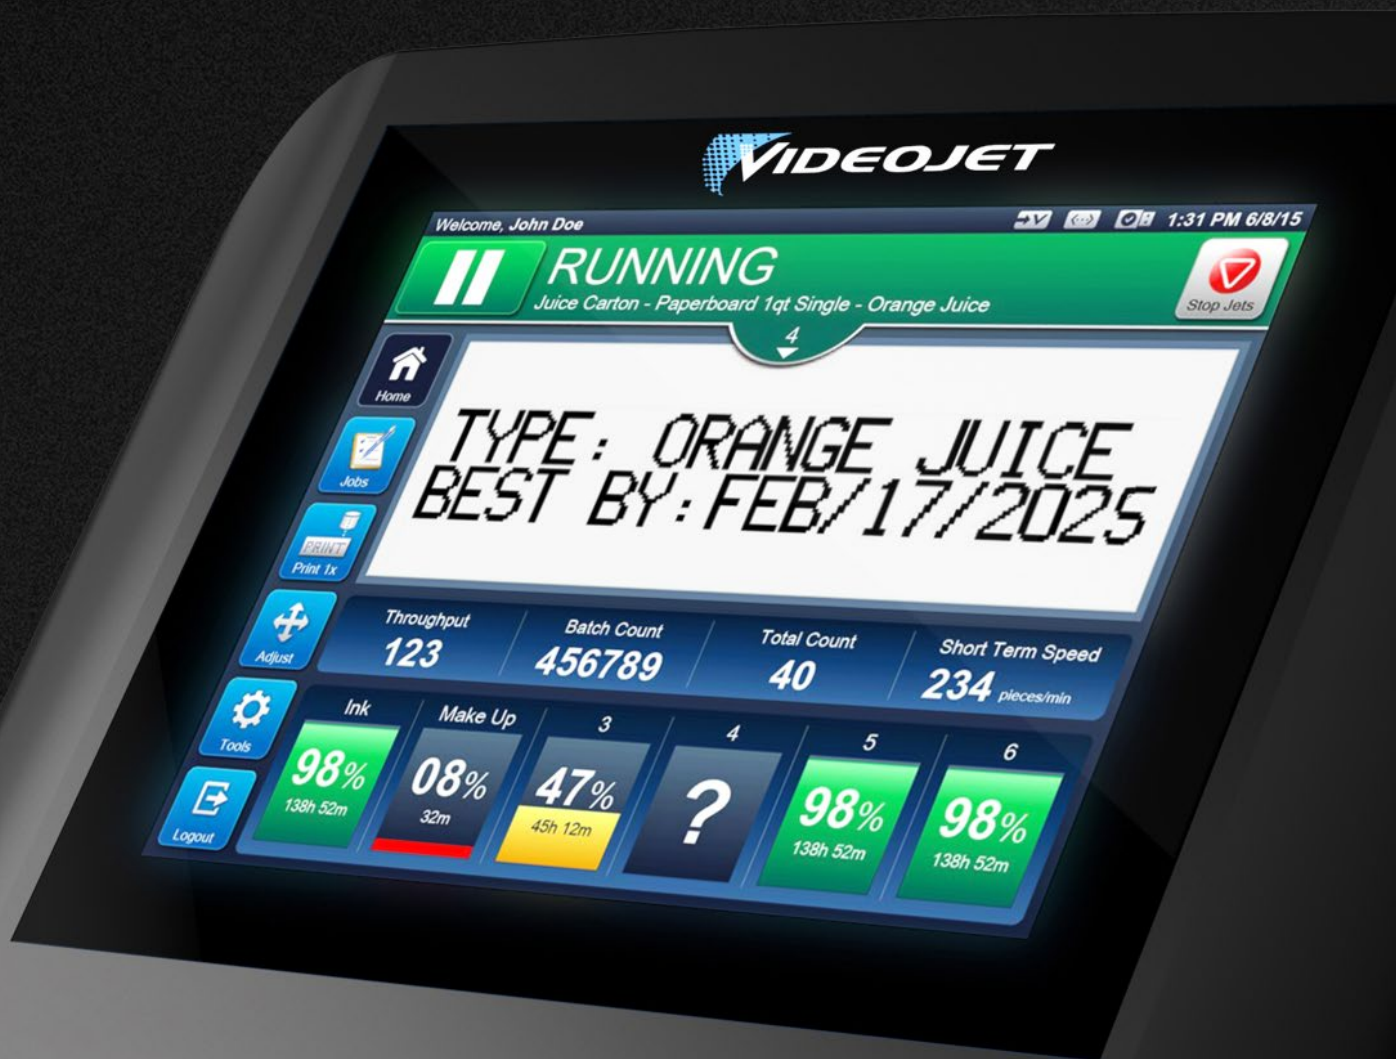 VIDEOJET
Welcome, John Doe
1:31 PM 6/8/15
RUNNING
Juice Carton - Paperboard 1qt Single - Orange Juice
Stop Jets
4
Home
TYPE: ORANGE JUICE
BEST BY:FEB/17/2025
Jobs
PRINT
Print 1x
Adjust
Tools
Logout
Throughput
123
Batch Count
456789
Total Count
40
Short Term Speed
234 pieces/min
Ink
98%
138h 52m
Make Up
08%
32m
3
47%
45h 12m
4
?
5
98%
138h 52m
6
98%
138h 52m